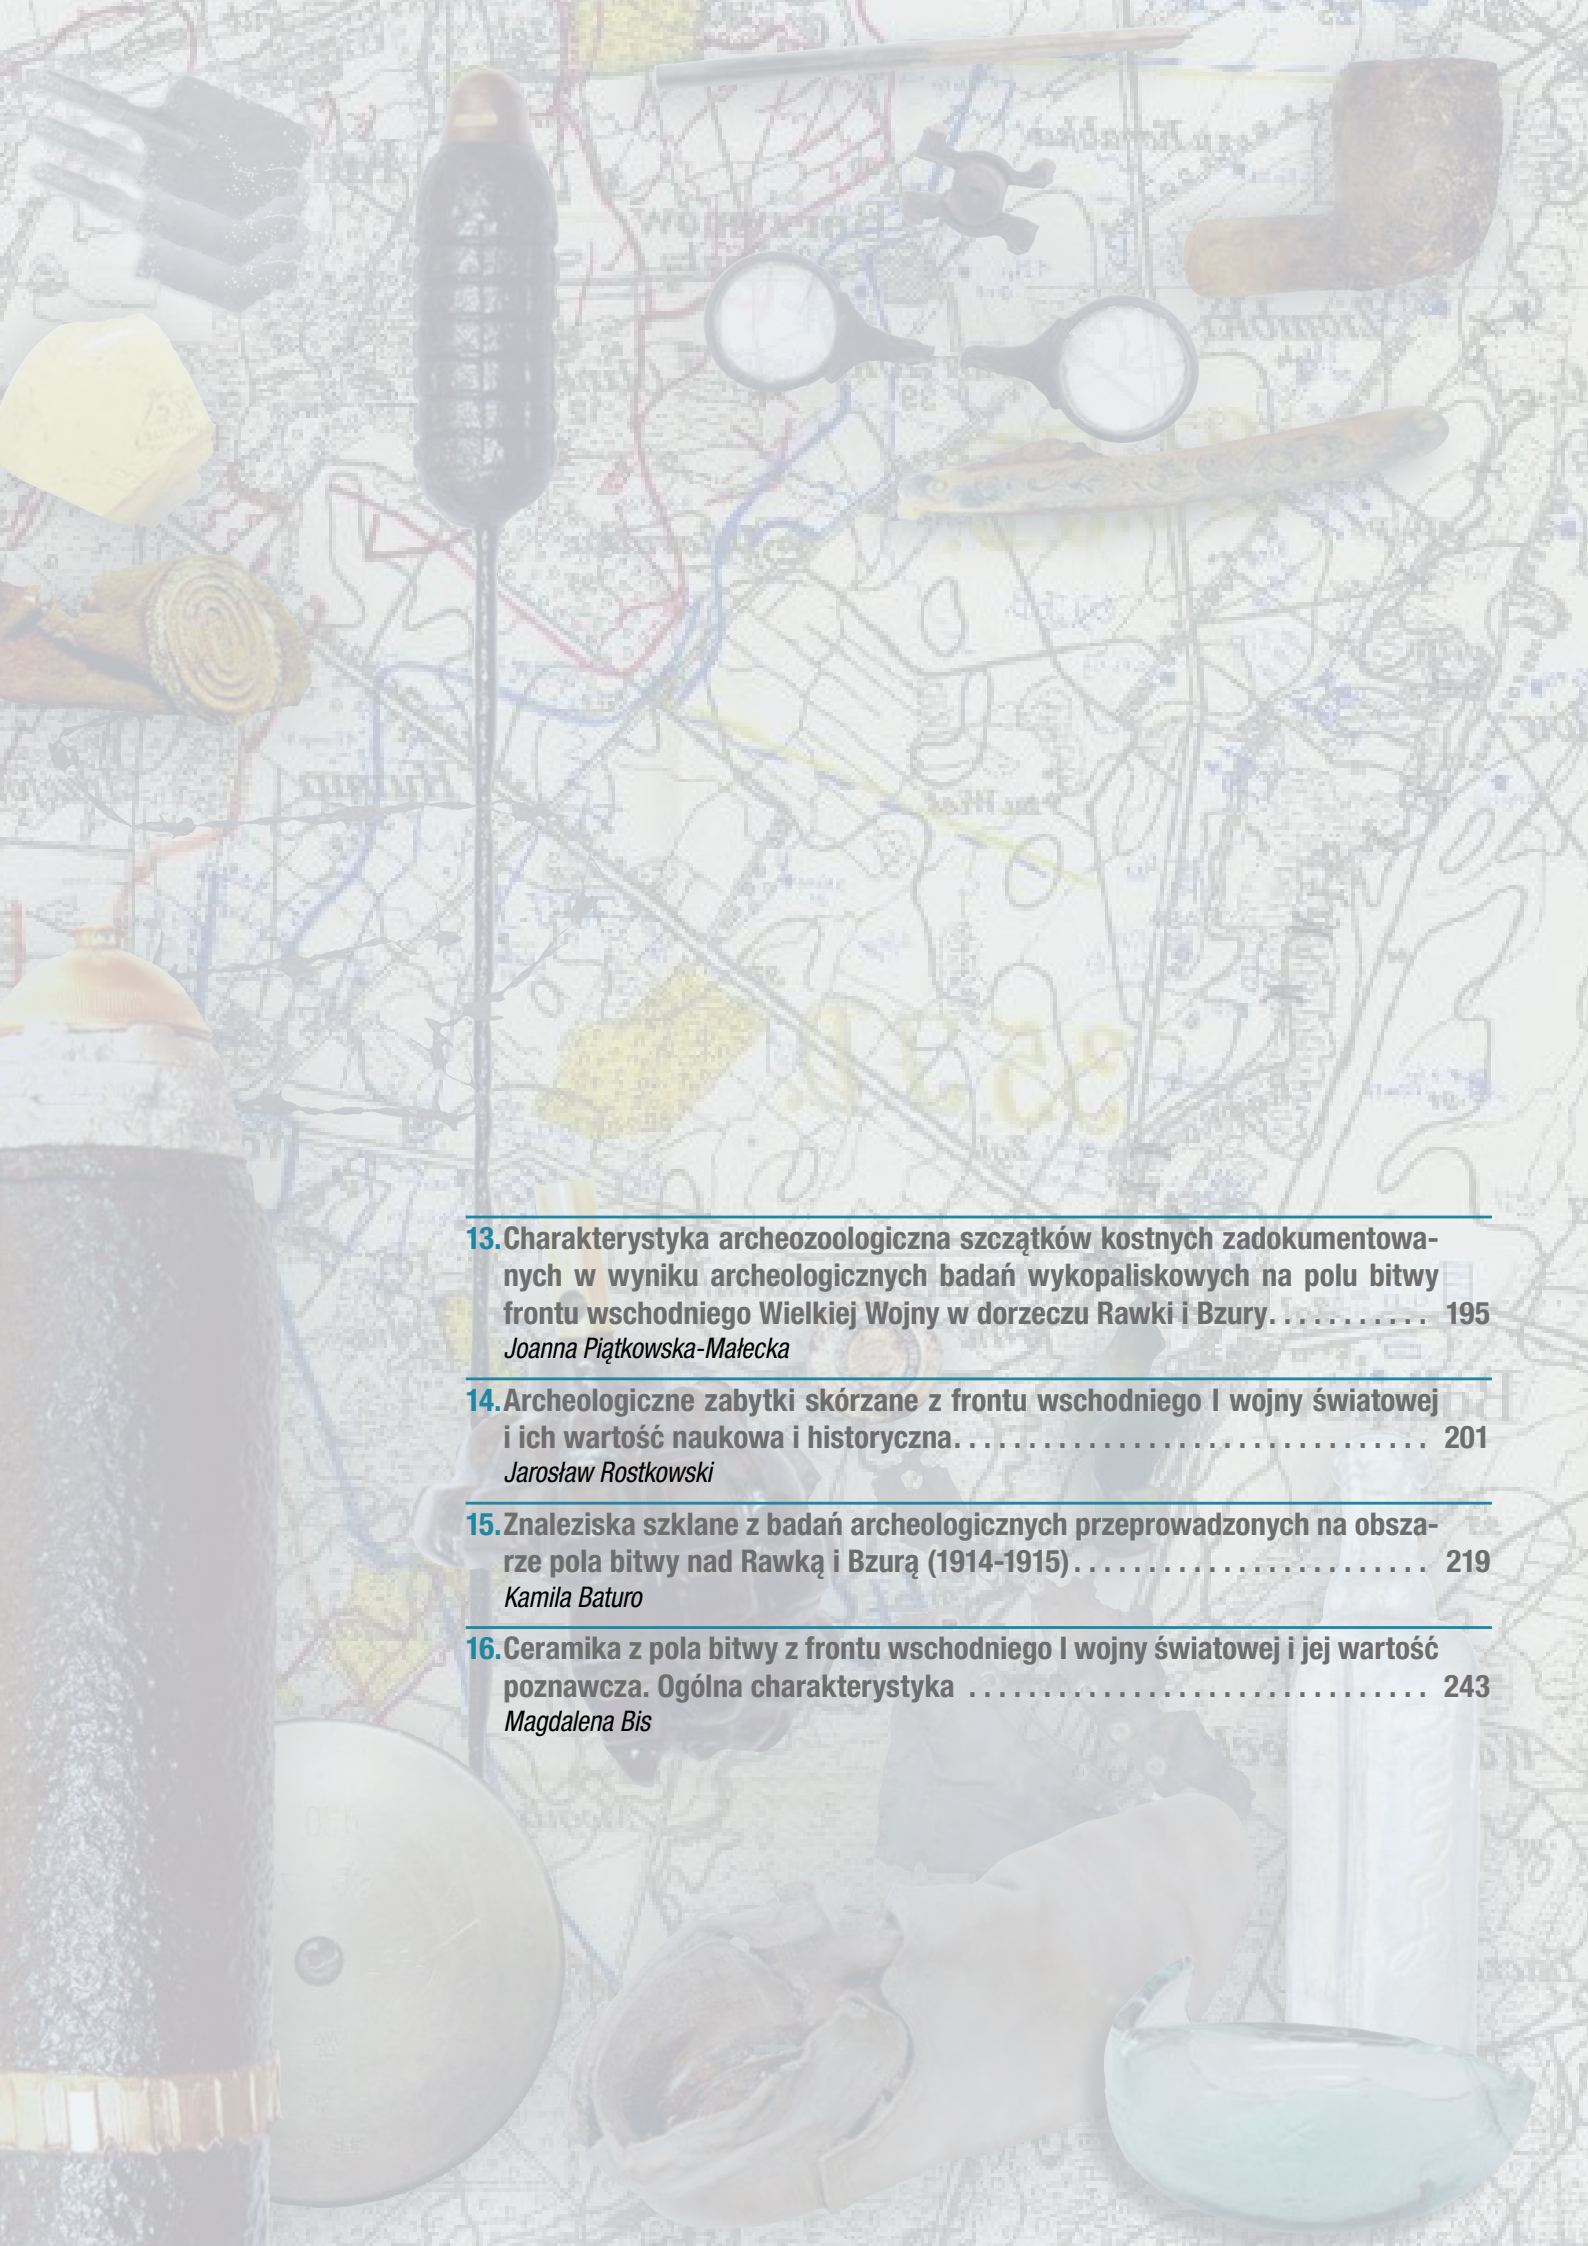 13. Charakterystyka archeozoologiczna szczątków kostnych zadokumentowa-
nych w wyniku archeologicznych badań wykopaliskowych na polu bitwy
frontu wschodniego Wielkiej Wojny w dorzeczu Rawki i Bzury. . . . . . . . . . . 195
Joanna Piątkowska-Małecka
14. Archeologiczne zabytki skórzane z frontu wschodniego I wojny światowej
i ich wartość naukowa i historyczna. . . . . . . . . . . . . . . . . . . . . . . . . . . . . . . . 201
Jarosław Rostkowski
15. Znaleziska szklane z badań archeologicznych przeprowadzonych na obsza-
rze pola bitwy nad Rawką i Bzurą (1914-1915) . . . . . . . . . . . . . . . . . . . . . . . . 219
Kamila Baturo
16. Ceramika z pola bitwy z frontu wschodniego I wojny światowej i jej wartość
poznawcza. Ogólna charakterystyka . . . . . . . . . . . . . . . . . . . . . . . . . . . . . . . 243
Magdalena Bis